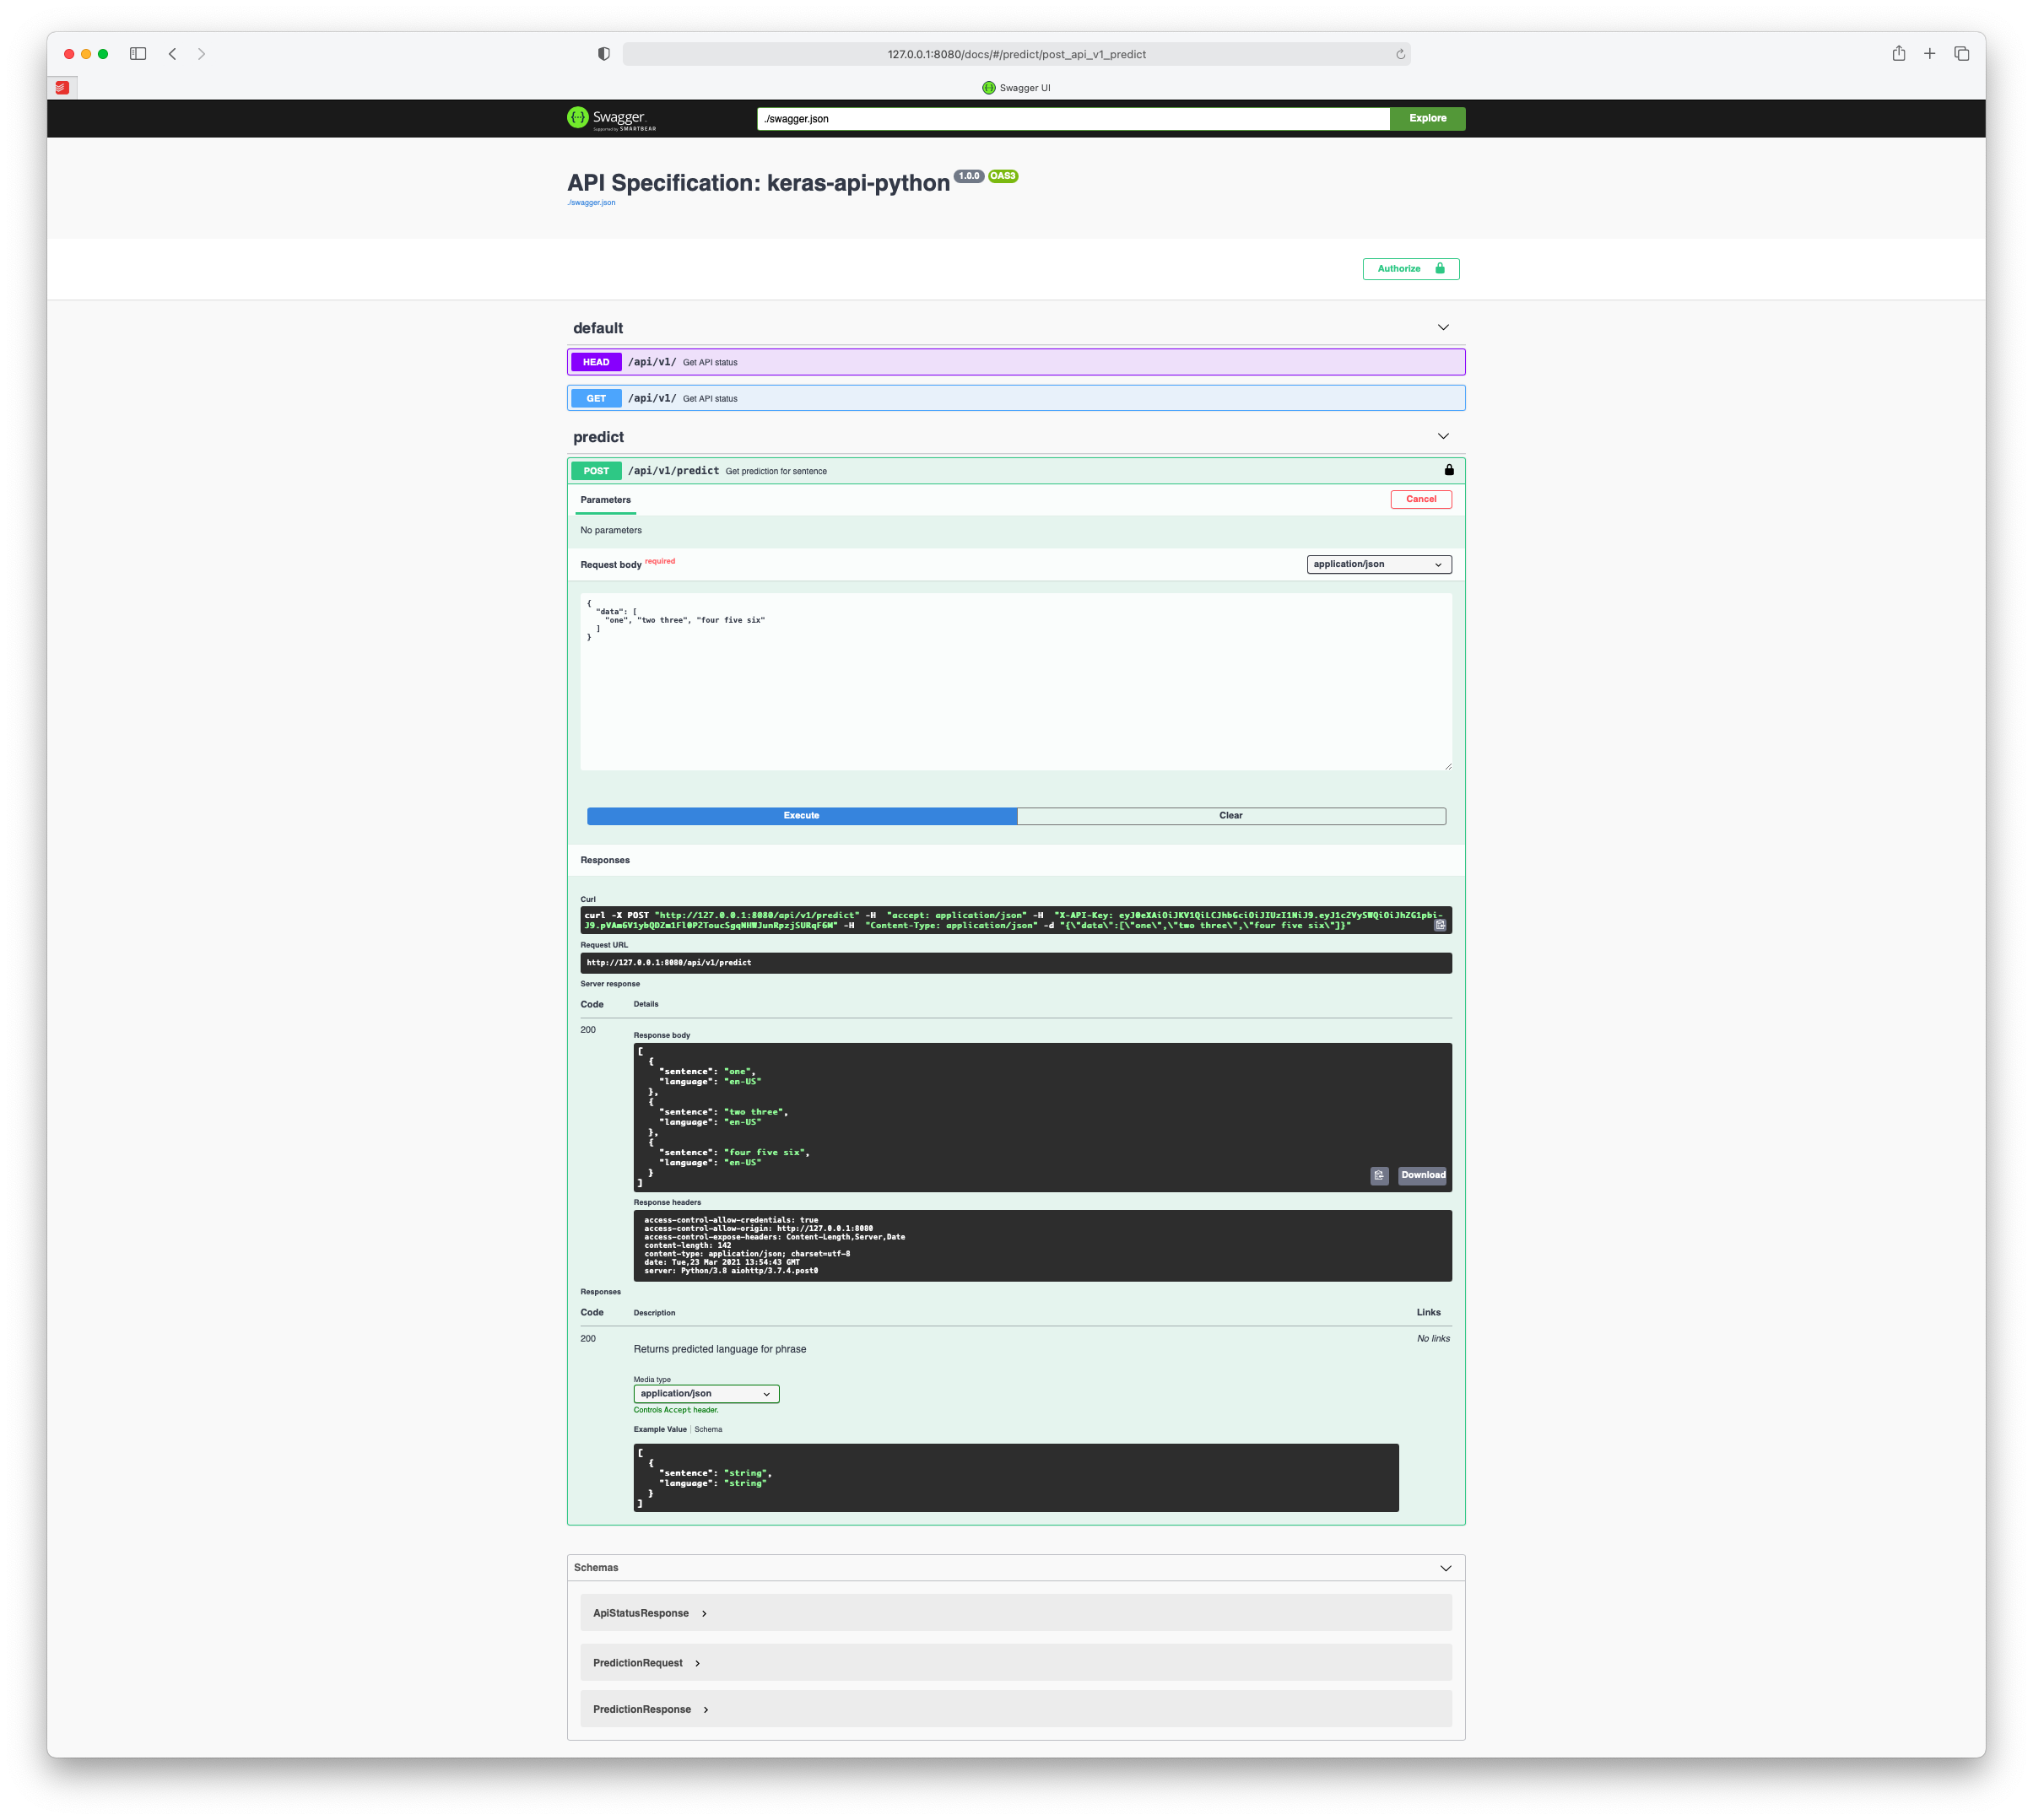 127.0.0.1:8080/docs/#/predict/post_api_v1_predict
Swagger UI
Swagger.
Supported by SMARTBEAR
./swagger.json
Explore
API Specification: keras-api-python 1.0.0 OAS3
./swagger.json
Authorize
default
HEAD /api/v1/ Get API status
GET /api/v1/ Get API status
predict
POST /api/v1/predict Get prediction for sentence
Parameters
Cancel
No parameters
Request body required
application/json
{
"data": [
"one", "two three", "four five six"
]
}
Execute
Clear
Responses
Curl
curl -X POST "http://127.0.0.1:8080/api/v1/predict" -H "accept: application/json" -H "X-API-Key: eyJ0eXAiOiJKV1QiLCJhbGciOiJIUzI1NiJ9.eyJ1c2VySWQiOiJhZG1pbi-
J9.pVAm6V1ybQDZm1Fl0PZToucSgqNHWJunRpzjSURqF6M" -H "Content-Type: application/json" -d "{\"data\":[\"one\",\"two three\",\"four five six\"]}"
Request URL
http://127.0.0.1:8080/api/v1/predict
Server response
Code Details
200
Response body
[
{
"sentence": "one",
"language": "en-US"
},
{
"sentence": "two three",
"language": "en-US"
},
{
"sentence": "four five six",
"language": "en-US"
}
]
Download
Response headers
access-control-allow-credentials: true
access-control-allow-origin: http://127.0.0.1:8080
access-control-expose-headers: Content-Length,Server,Date
content-length: 142
content-type: application/json; charset=utf-8
date: Tue,23 Mar 2021 13:54:43 GMT
server: Python/3.8 aiohttp/3.7.4.post0
Responses
Code Description Links
200 No links
Returns predicted language for phrase
Media type
application/json
Controls Accept header.
Example Value | Schema
[
{
"sentence": "string",
"language": "string"
}
]
Schemas
ApiStatusResponse
PredictionRequest
PredictionResponse